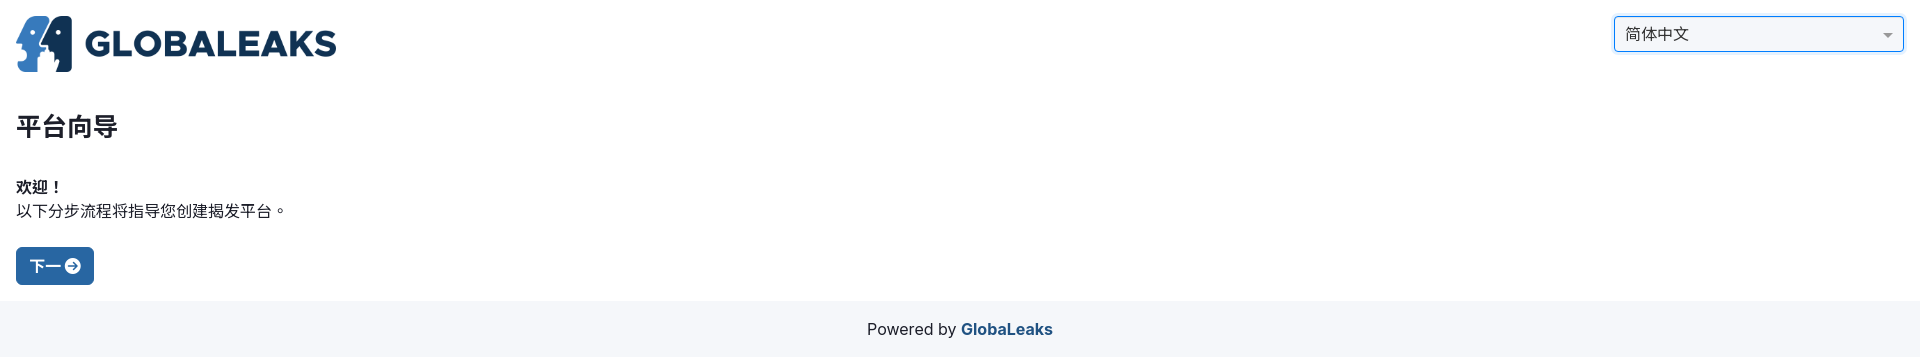 GLOBALEAKS
简体中文
平台向导
欢迎！
以下分步流程将指导您创建揭发平台。
下一
Powered by GlobaLeaks